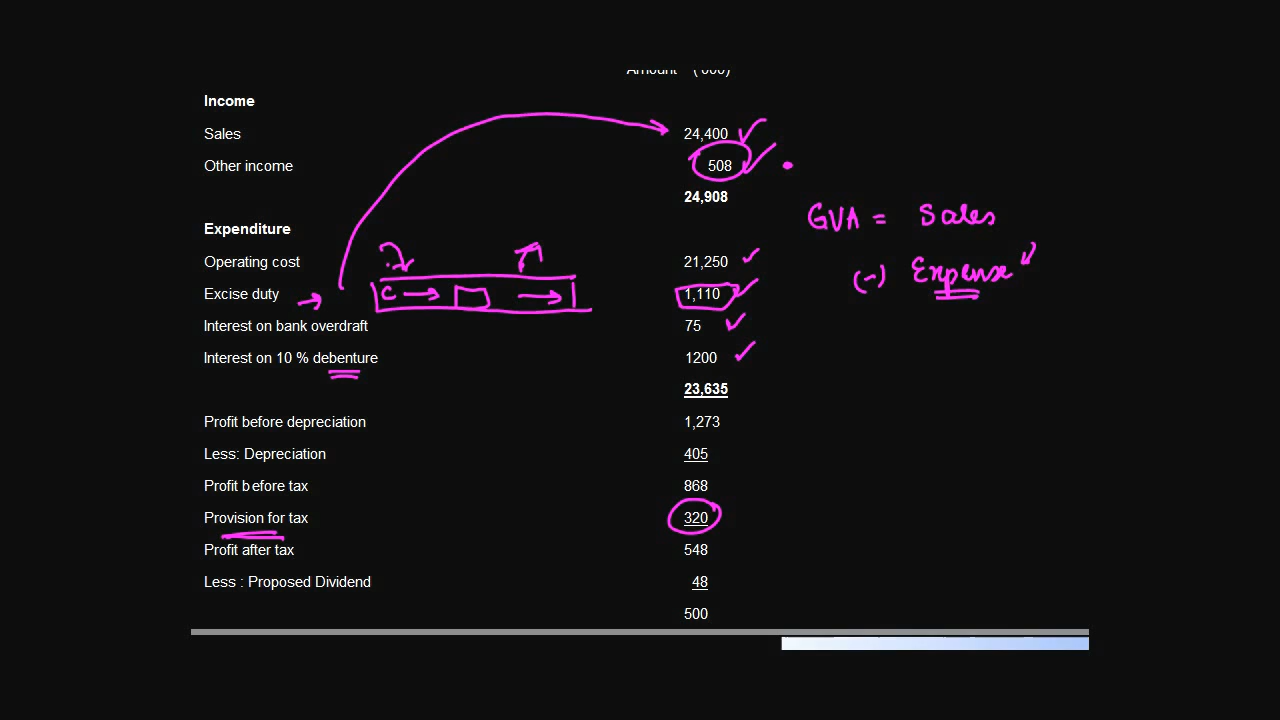 Amount ('000)
Income
Sales 24,400
Other income 508
24,908
GVA = Sales
Expenditure
Operating cost 21,250
(-) Expense
Excise duty C 1,110
Interest on bank overdraft 75
Interest on 10 % debenture 1200
23,635
Profit before depreciation 1,273
Less: Depreciation 405
Profit before tax 868
Provision for tax 320
Profit after tax 548
Less : Proposed Dividend 48
500